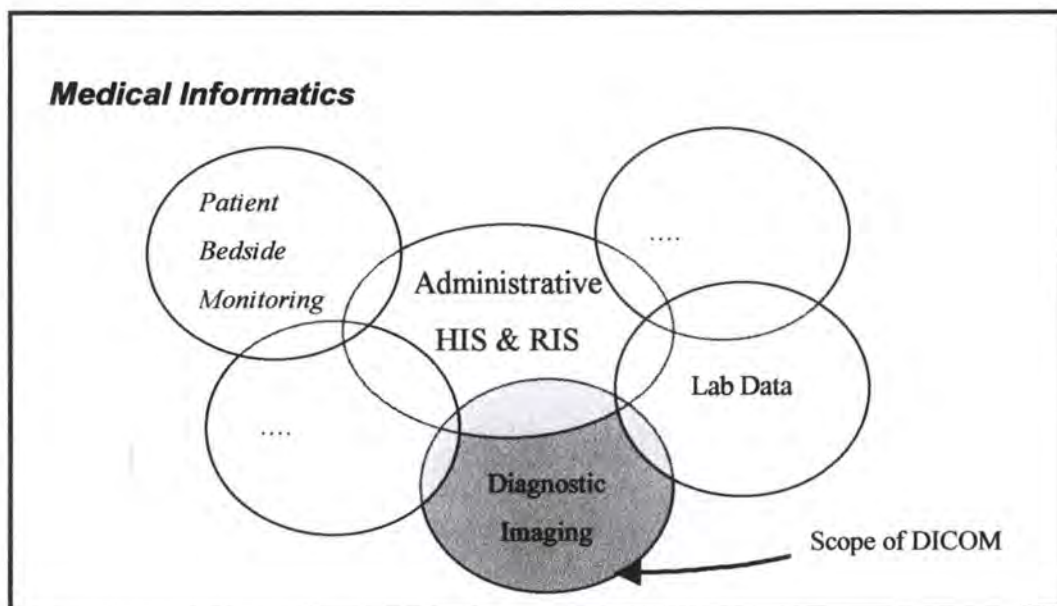 Medical Informatics
Patient
Bedside
Monitoring
....
Administrative
HIS & RIS
....
Lab Data
Diagnostic
Imaging
Scope of DICOM